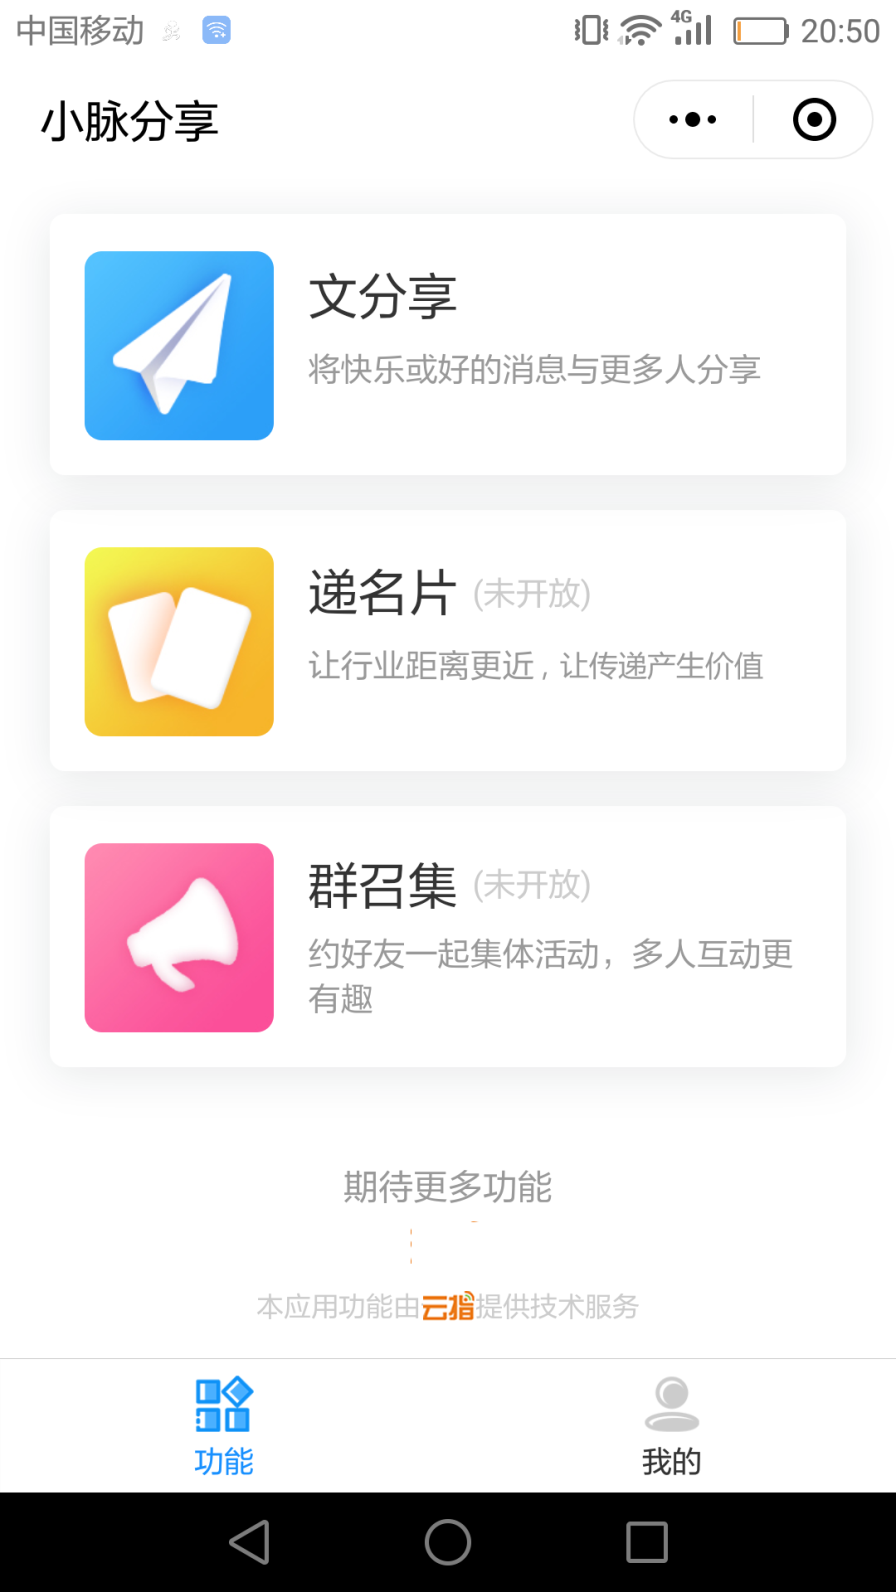 中国移动 4G 20:50
小脉分享
文分享
将快乐或好的消息与更多人分享
递名片 (未开放)
让行业距离更近，让传递产生价值
群召集 (未开放)
约好友一起集体活动，多人互动更
有趣
期待更多功能
本应用功能由云指提供技术服务
功能 我的